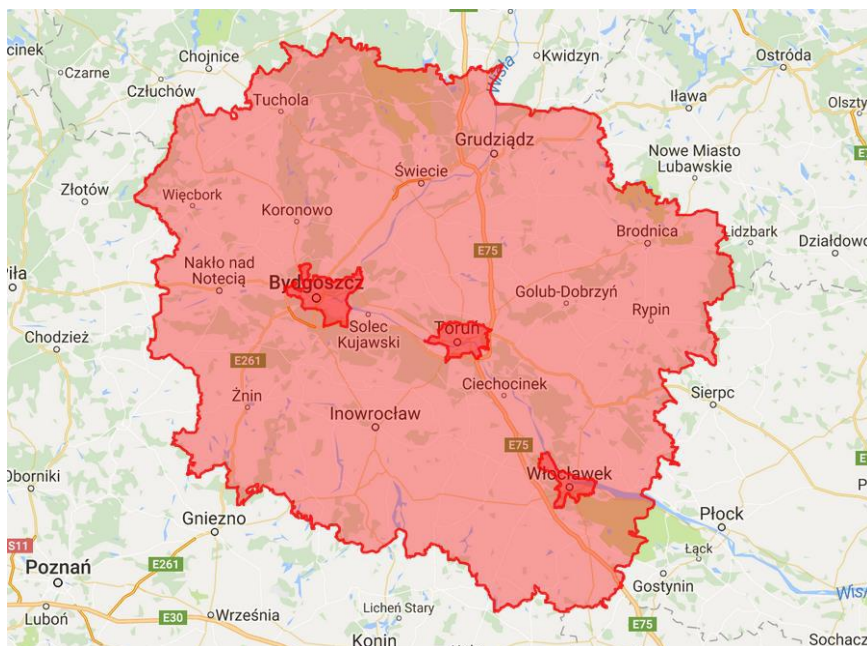 cinek
Chojnice
Czarne
Człuchów
Tuchola
Wisła
Kwidzyn
Ostróda
Iława
Olszty
Grudziądz
Nowe Miasto
Lubawskie
Świecie
Złotów
Więcbork
Koronowo
Brodnica
Lidzbark
Działdowo
E75
Nakło nad
Notecią
Piła
Bydgoszcz
Golub-Dobrzyń
Rypin
Solec
Kujawski
Toruń
Chodzież
E261
Ciechocinek
Sierpc
Żnin
Inowrocław
E75
Oborniki
Włocławek
Gniezno
Płock
S11
Łąck
Poznań
E261
Gostynin
Wisł
Luboń
E30
Września
Licheń Stary
E75
Konin
Sochacz